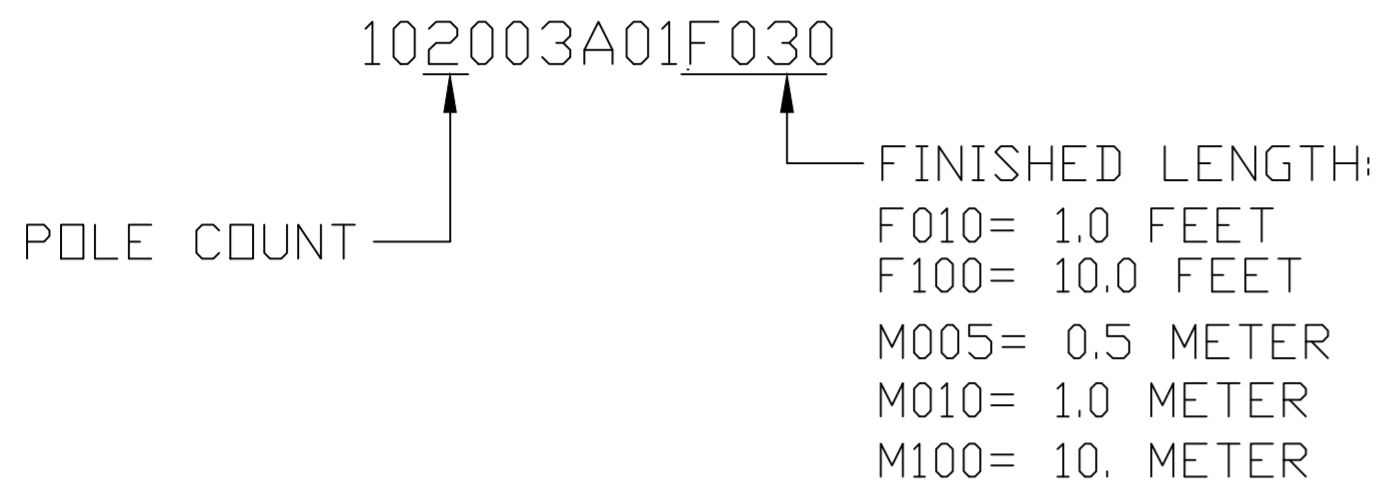 102003A01F030
FINISHED LENGTH:
F010= 1.0 FEET
POLE COUNT
F100= 10.0 FEET
M005= 0.5 METER
M010= 1.0 METER
M100= 10. METER